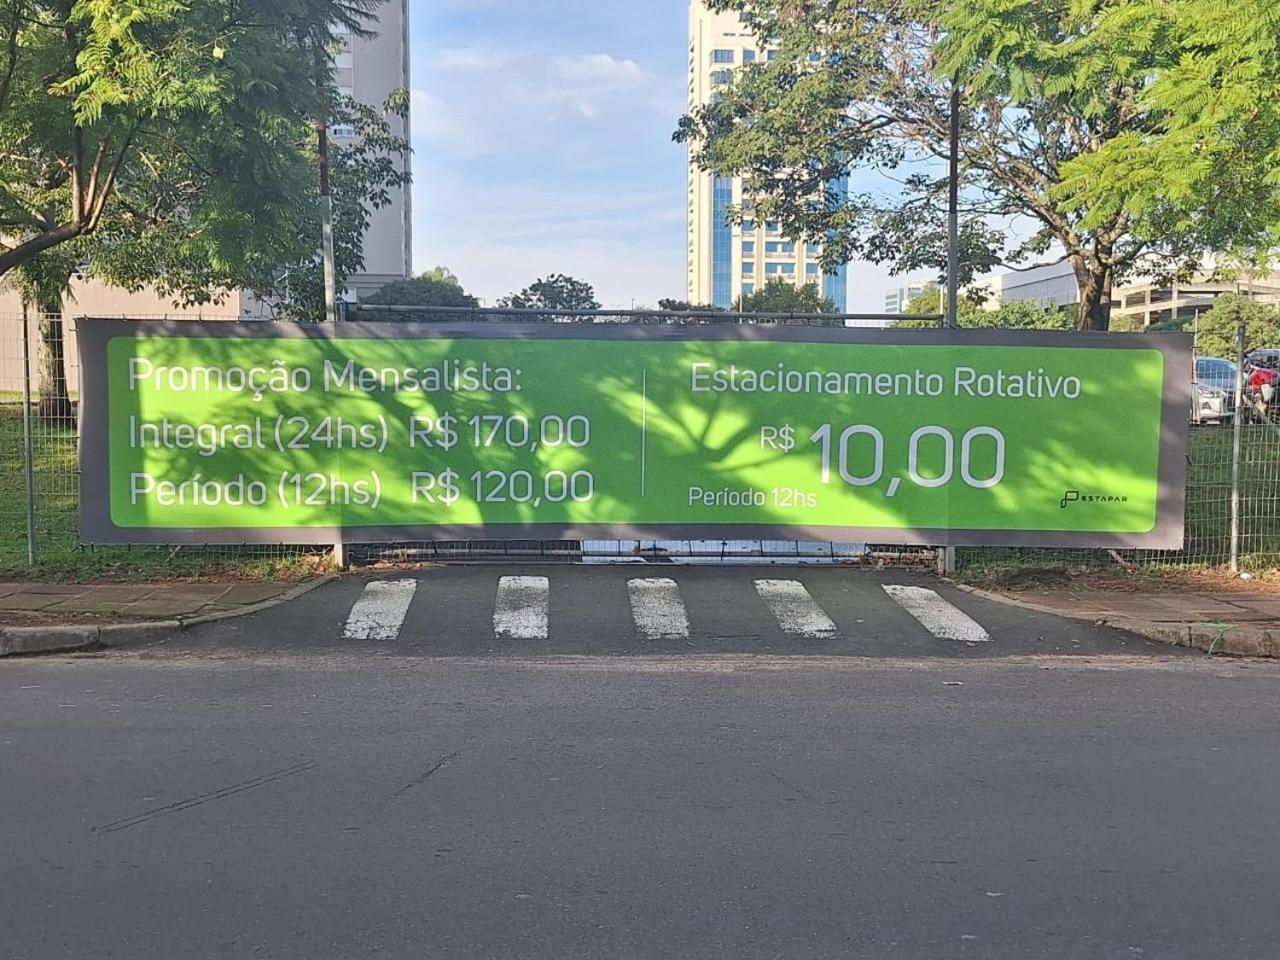 Promoção Mensalista:
Integral (24hs) R$ 170,00
Período (12hs) R$ 120,00
Estacionamento Rotativo
R$ 10,00
Período 12hs
ESTAPAR